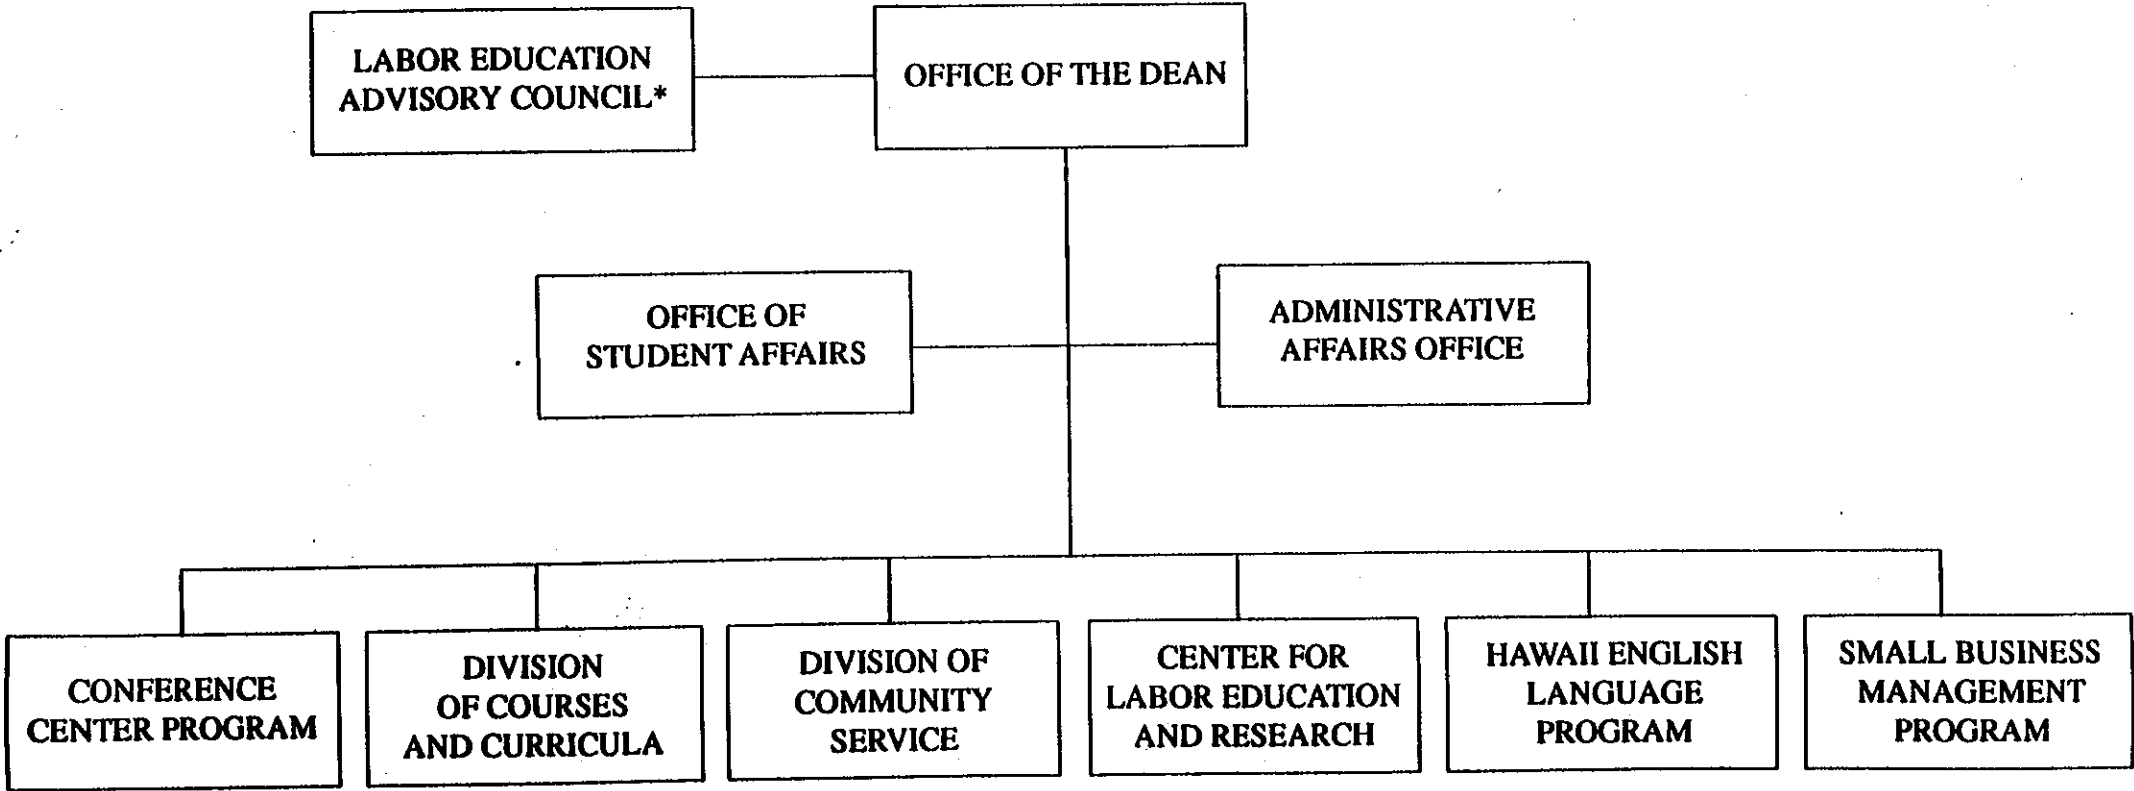 LABOR EDUCATION
ADVISORY COUNCIL*
OFFICE OF THE DEAN
OFFICE OF
STUDENT AFFAIRS
ADMINISTRATIVE
AFFAIRS OFFICE
CONFERENCE
CENTER PROGRAM
DIVISION
OF COURSES
AND CURRICULA
DIVISION OF
COMMUNITY
SERVICE
CENTER FOR
LABOR EDUCATION
AND RESEARCH
HAWAII ENGLISH
LANGUAGE
PROGRAM
SMALL BUSINESS
MANAGEMENT
PROGRAM